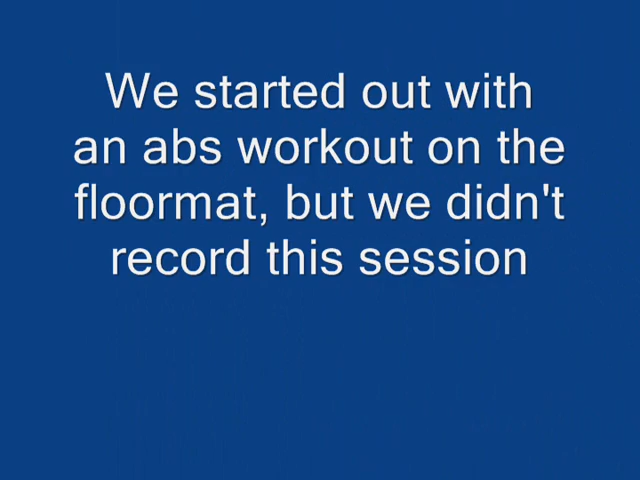 We started out with
an abs workout on the
floormat, but we didn't
record this session